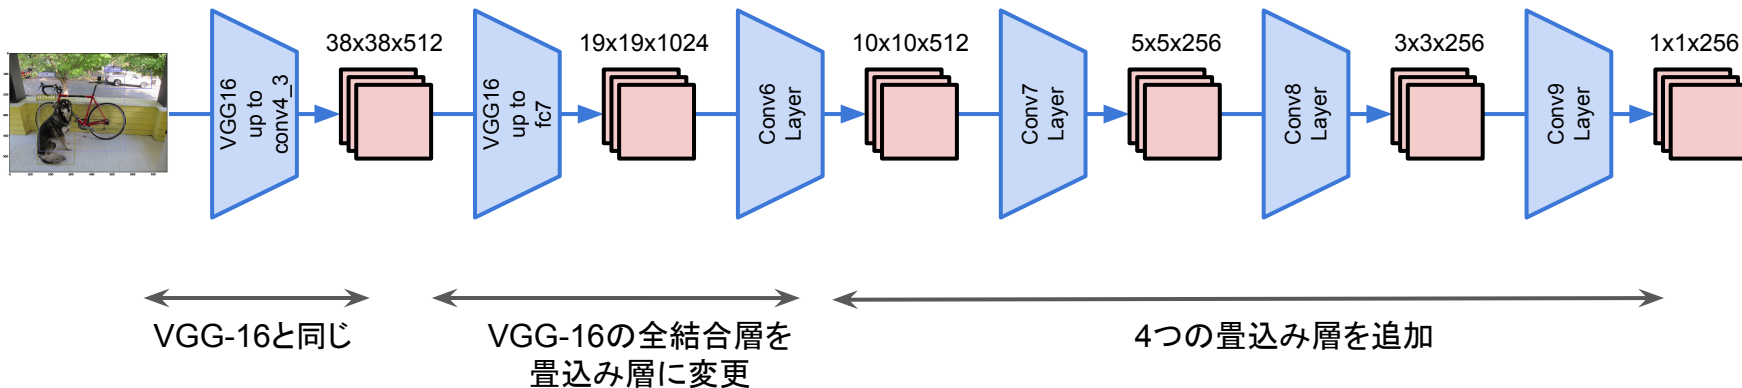 VGG16
up to
conv4_3
38x38x512
VGG16
up to
fc7
19x19x1024
Conv6
Layer
10x10x512
Conv7
Layer
5x5x256
Conv8
Layer
3x3x256
Conv9
Layer
1x1x256
VGG-16と同じ
VGG-16の全結合層を
畳込み層に変更
4つの畳込み層を追加